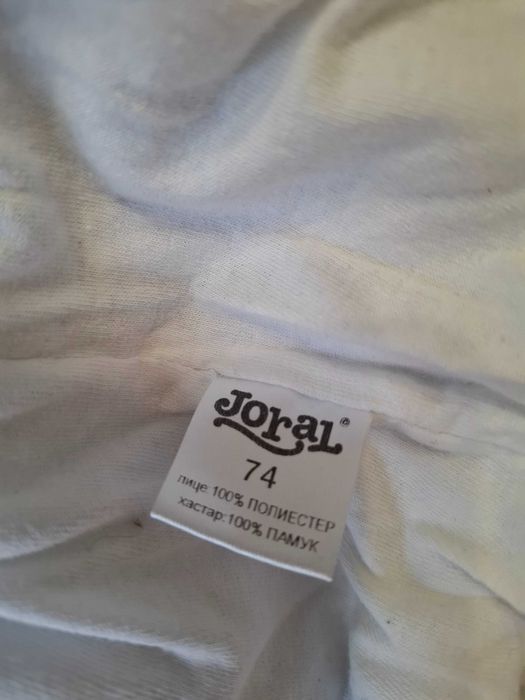 Joral®
74
лице 100% ПОЛИЕСТЕР
хастар:100% ПАМУК